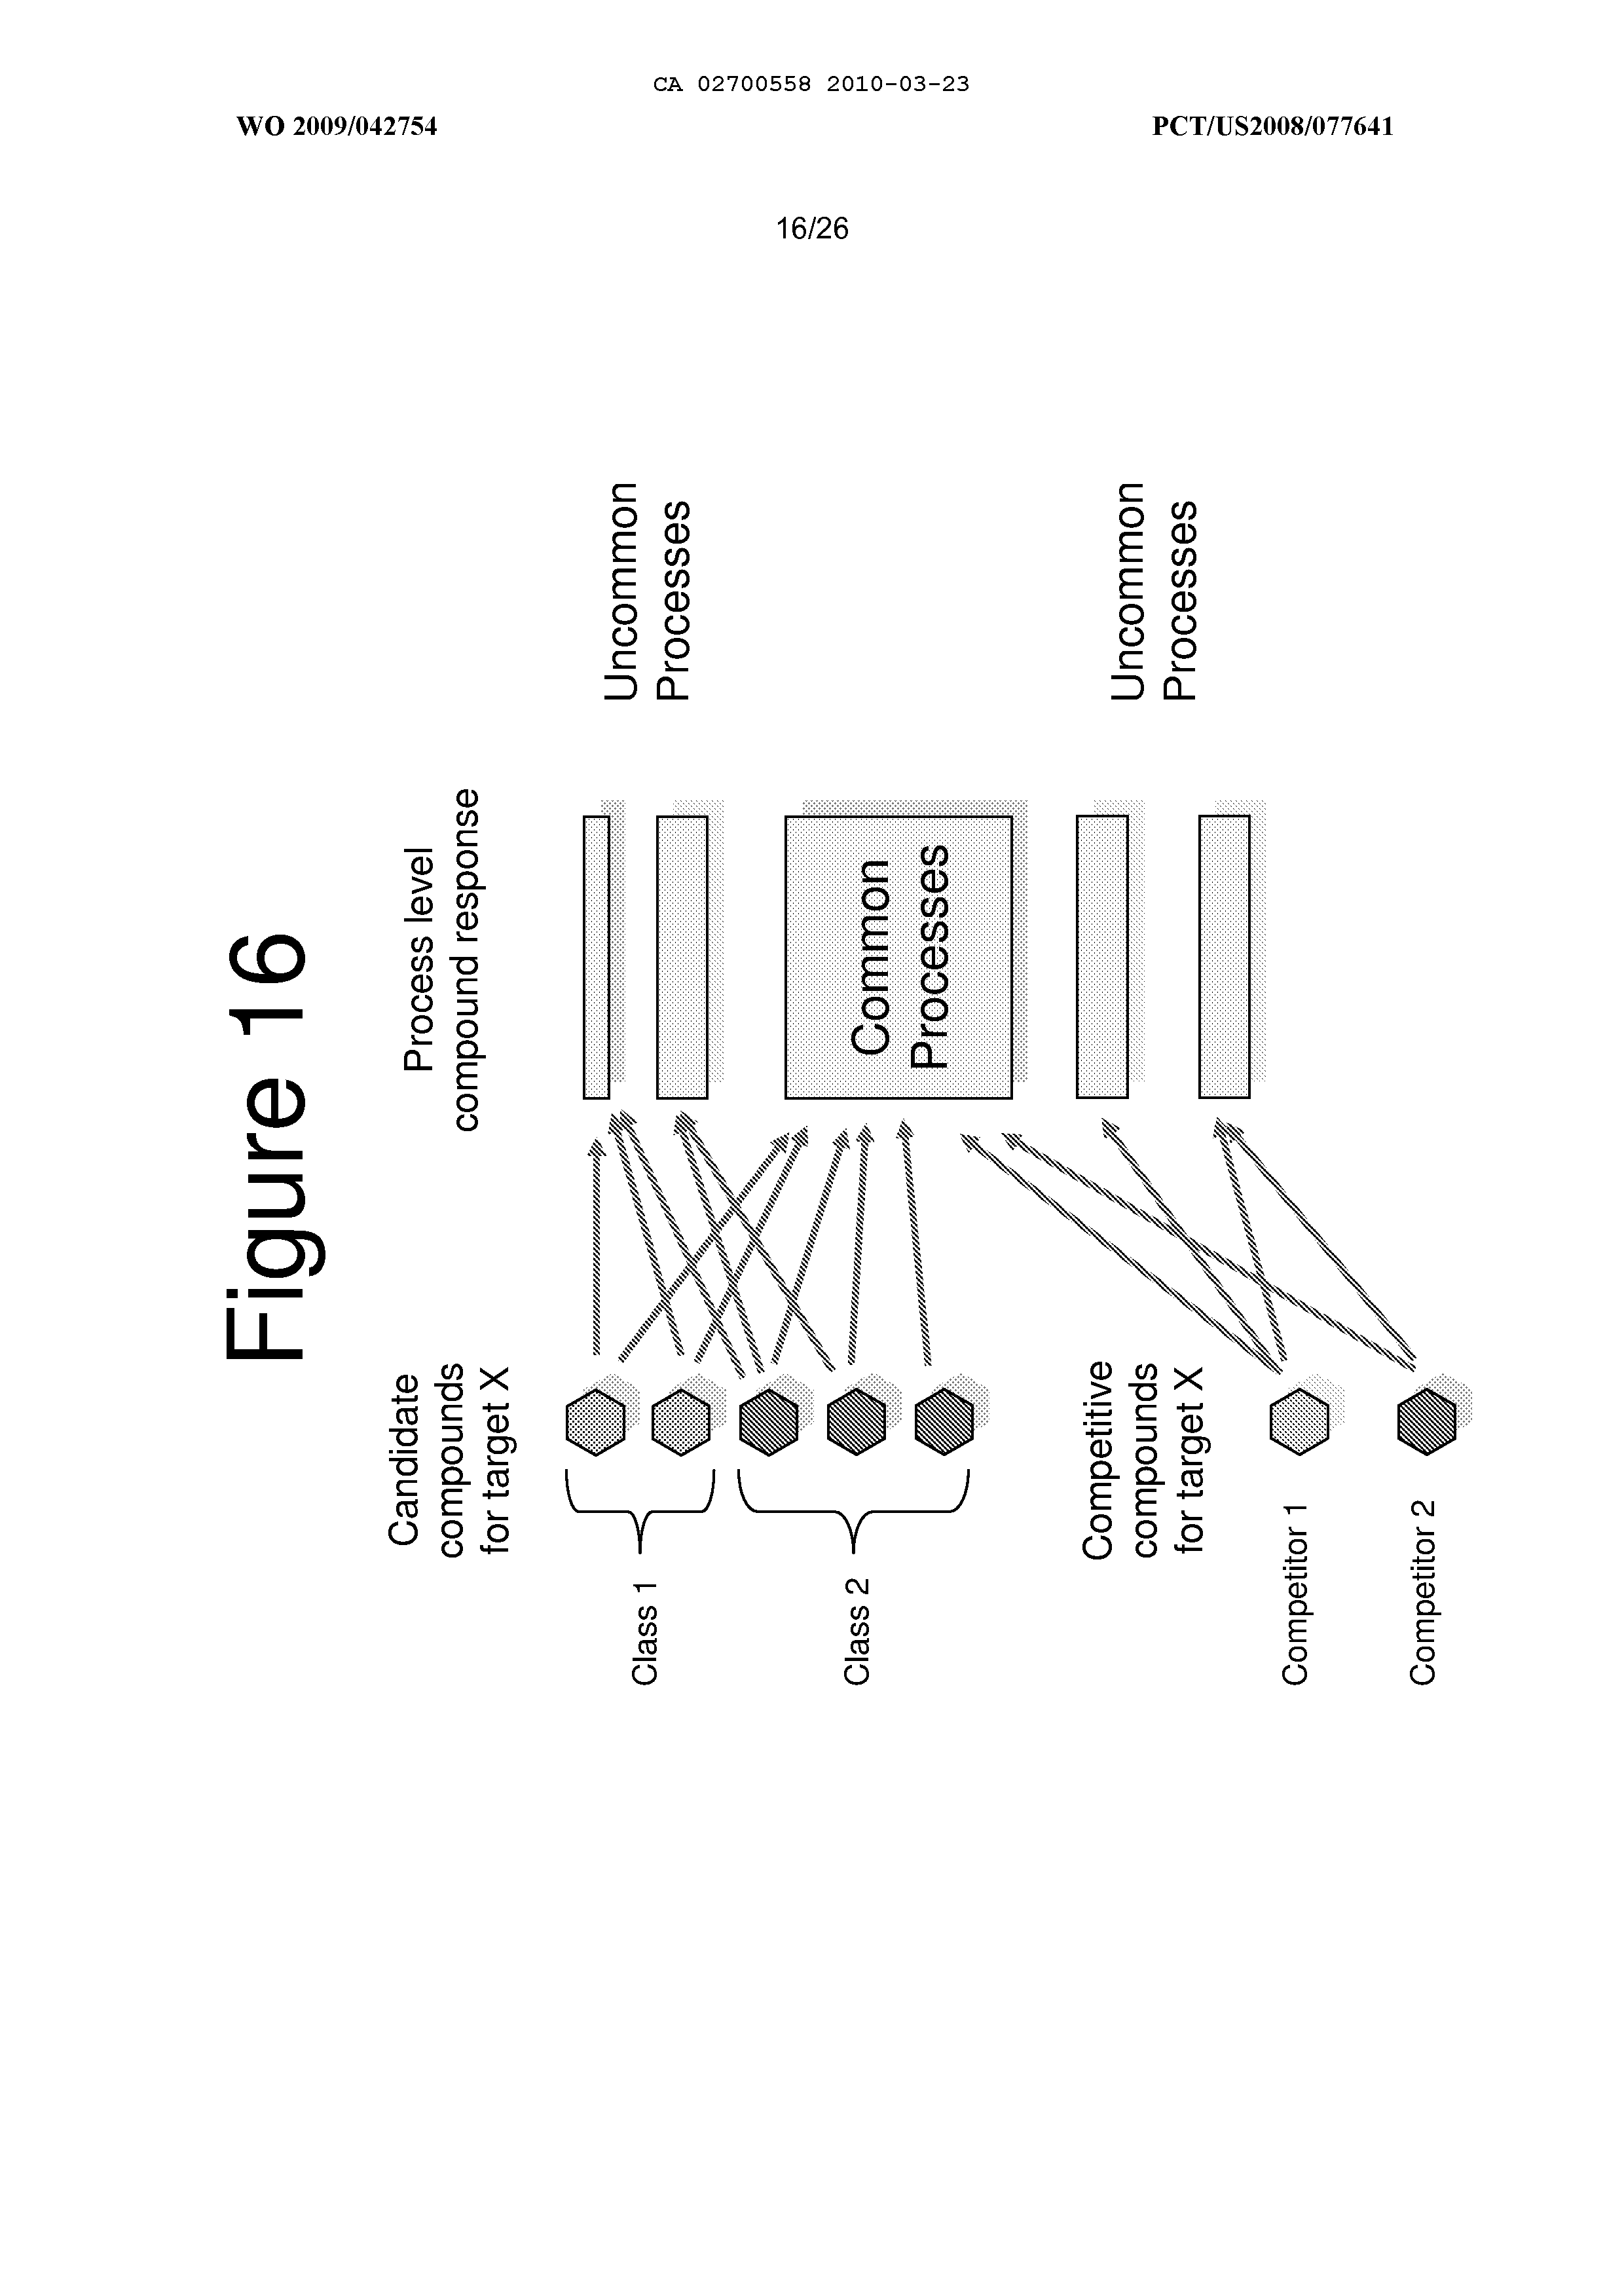 CA 02700558 2010-03-23
WO 2009/042754
PCT/US2008/077641
16/26
Figure 16
Candidate
compounds
for target X
Process level
compound response
Class 1
Class 2
Uncommon
Processes
Common
Processes
Competitive
compounds
for target X
Uncommon
Processes
Competitor 1
Competitor 2